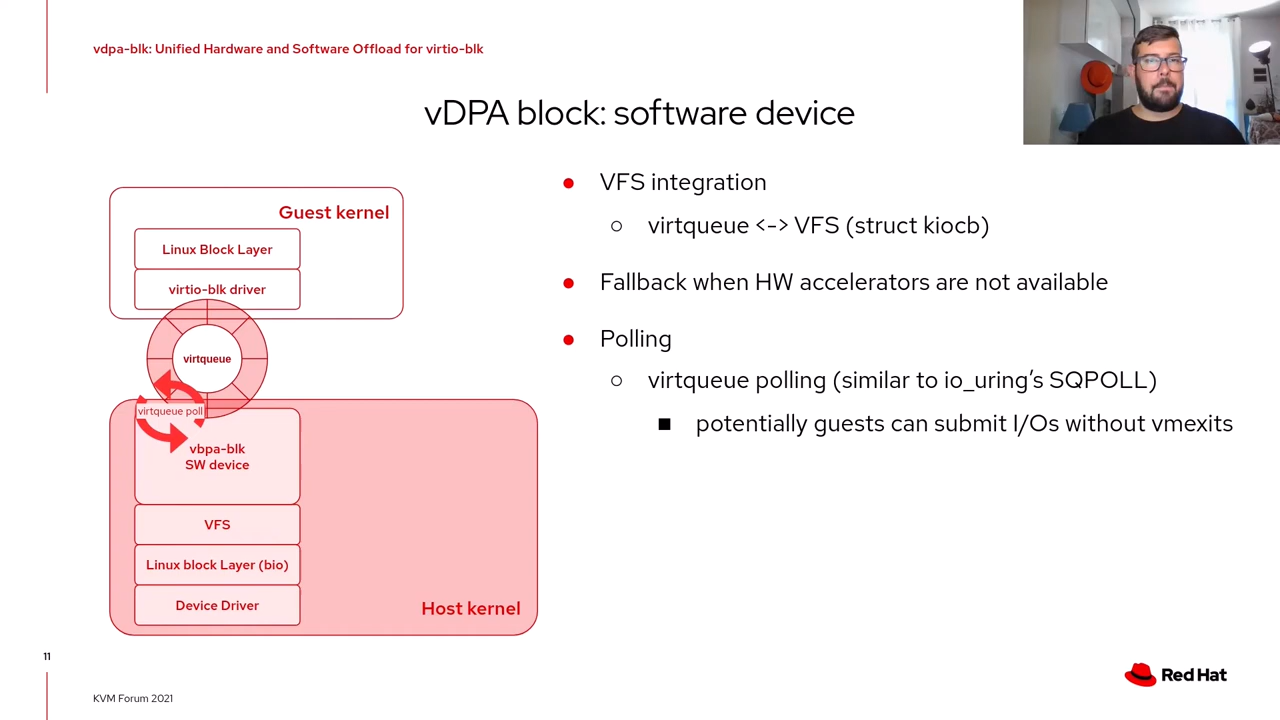 vdpa-blk: Unified Hardware and Software Offload for virtio-blk
vDPA block: software device
Guest kernel
Linux Block Layer
virtio-blk driver
virtqueue
virtqueue poll
vbpa-blk
SW device
VFS
Linux block Layer (bio)
Device Driver
Host kernel
● VFS integration
○ virtqueue <-> VFS (struct kiocb)
● Fallback when HW accelerators are not available
● Polling
○ virtqueue polling (similar to io_uring’s SQPOLL)
■ potentially guests can submit I/Os without vmexits
11
KVM Forum 2021
Red Hat